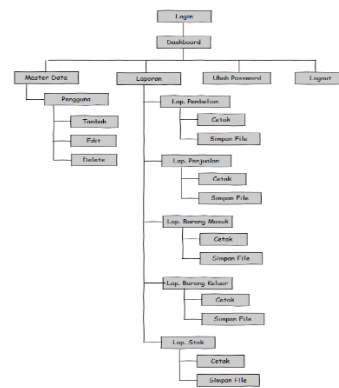 Login
Dashboard
Master Data
Laporan
Ubah Password
Logout
Pengguna
Tambah
Edit
Delete
Lap. Pembelian
Cetak
Simpan File
Lap. Penjualan
Cetak
Simpan File
Lap. Barang Masuk
Cetak
Simpan File
Lap. Barang Keluar
Cetak
Simpan File
Lap. Stok
Cetak
Simpan File